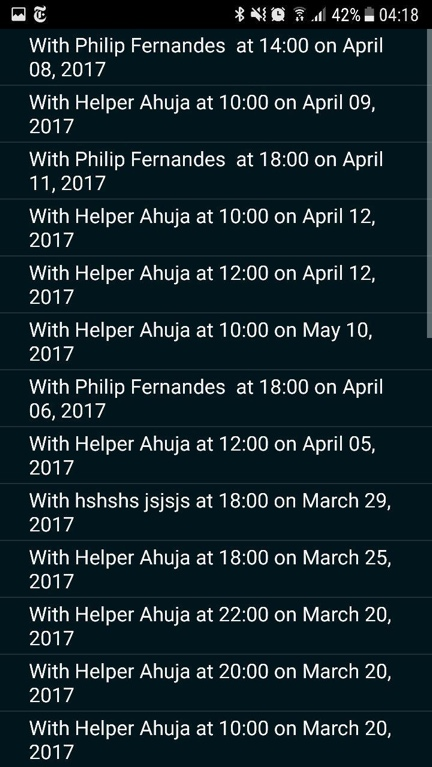 42% 04:18
With Philip Fernandes at 14:00 on April
08, 2017
With Helper Ahuja at 10:00 on April 09,
2017
With Philip Fernandes at 18:00 on April
11, 2017
With Helper Ahuja at 10:00 on April 12,
2017
With Helper Ahuja at 12:00 on April 12,
2017
With Helper Ahuja at 10:00 on May 10,
2017
With Philip Fernandes at 18:00 on April
06, 2017
With Helper Ahuja at 12:00 on April 05,
2017
With hshshs jsjsjs at 18:00 on March 29,
2017
With Helper Ahuja at 18:00 on March 25,
2017
With Helper Ahuja at 22:00 on March 20,
2017
With Helper Ahuja at 20:00 on March 20,
2017
With Helper Ahuja at 10:00 on March 20,
2017